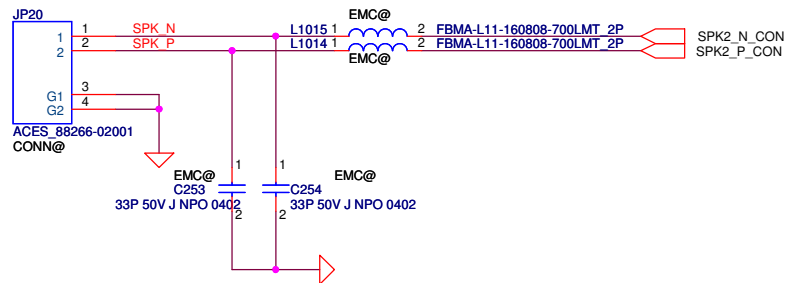 JP20
EMC@
1 1 SPK_N L1015 1 2 FBMA-L11-160808-700LMT_2P SPK2_N_CON
2 2 SPK_P L1014 1 2 FBMA-L11-160808-700LMT_2P SPK2_P_CON
EMC@
G1 3
G2 4
ACES_88266-02001
CONN@
1 1
EMC@ EMC@
C253 C254
33P 50V J NPO 0402 33P 50V J NPO 0402
2 2